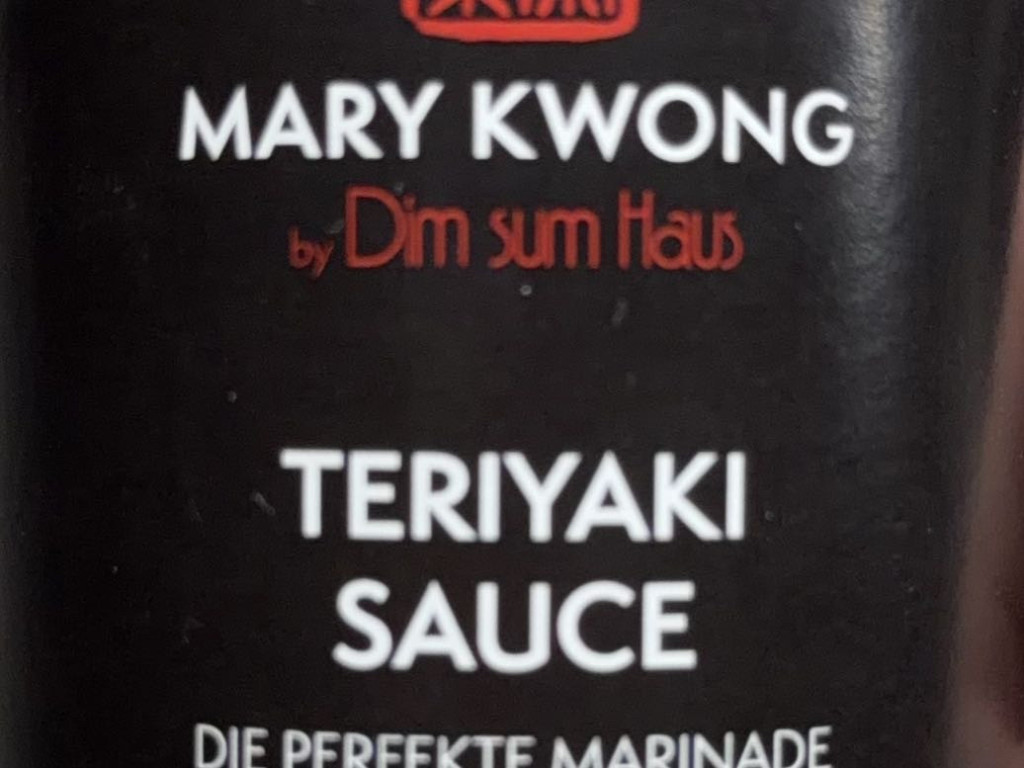 MARY KWONG
by Dim sum Haus
TERIYAKI
SAUCE
DIE PERFEKTE MARINADE